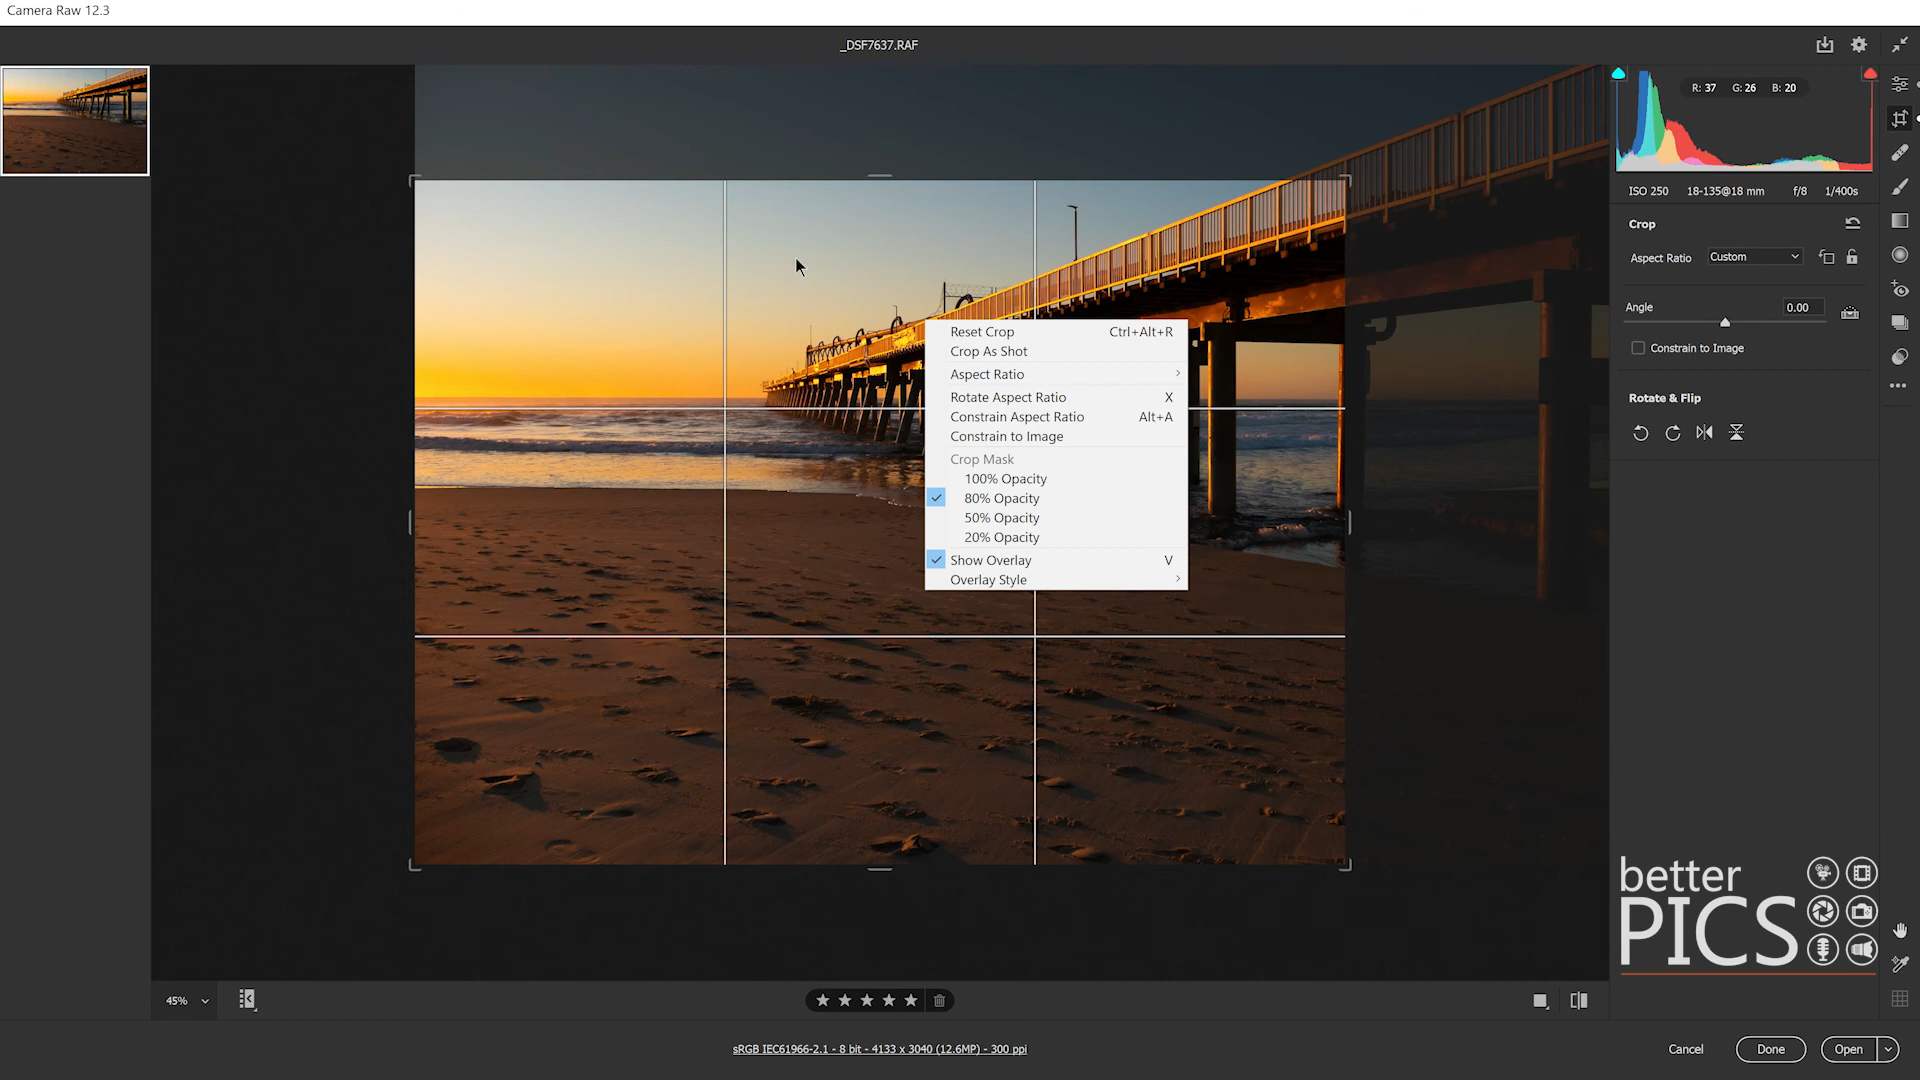 Camera Raw 12.3
_DSF7637.RAF
R: 37 G: 26 B: 20
ISO 250 18-135@18 mm f/8 1/400s
Crop
Aspect Ratio Custom
Angle 0.00
Constrain to Image
Rotate & Flip
Reset Crop Ctrl+Alt+R
Crop As Shot
Aspect Ratio
Rotate Aspect Ratio X
Constrain Aspect Ratio Alt+A
Constrain to Image
Crop Mask
100% Opacity
80% Opacity
50% Opacity
20% Opacity
Show Overlay V
Overlay Style
better
PICS
45%
sRGB IEC61966-2.1 - 8 bit - 4133 x 3040 (12.6MP) - 300 ppi
Cancel Done Open